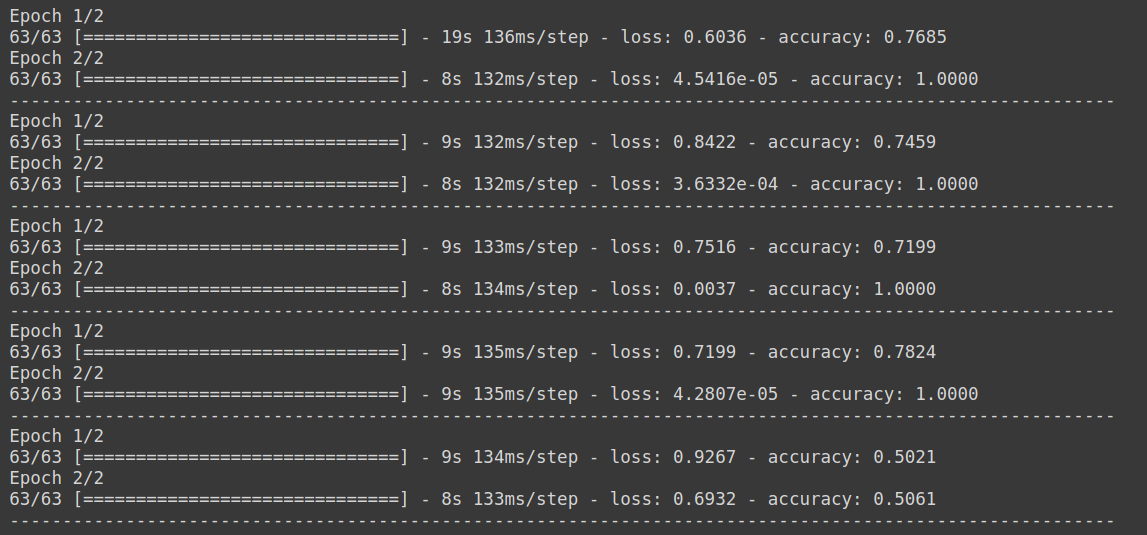 Epoch 1/2
63/63 [==============================] - 19s 136ms/step - loss: 0.6036 - accuracy: 0.7685
Epoch 2/2
63/63 [==============================] - 8s 132ms/step - loss: 4.5416e-05 - accuracy: 1.0000
---------------------------------------------------------------------------------------------------------
Epoch 1/2
63/63 [==============================] - 9s 132ms/step - loss: 0.8422 - accuracy: 0.7459
Epoch 2/2
63/63 [==============================] - 8s 132ms/step - loss: 3.6332e-04 - accuracy: 1.0000
---------------------------------------------------------------------------------------------------------
Epoch 1/2
63/63 [==============================] - 9s 133ms/step - loss: 0.7516 - accuracy: 0.7199
Epoch 2/2
63/63 [==============================] - 8s 134ms/step - loss: 0.0037 - accuracy: 1.0000
---------------------------------------------------------------------------------------------------------
Epoch 1/2
63/63 [==============================] - 9s 135ms/step - loss: 0.7199 - accuracy: 0.7824
Epoch 2/2
63/63 [==============================] - 9s 135ms/step - loss: 4.2807e-05 - accuracy: 1.0000
---------------------------------------------------------------------------------------------------------
Epoch 1/2
63/63 [==============================] - 9s 134ms/step - loss: 0.9267 - accuracy: 0.5021
Epoch 2/2
63/63 [==============================] - 8s 133ms/step - loss: 0.6932 - accuracy: 0.5061
---------------------------------------------------------------------------------------------------------